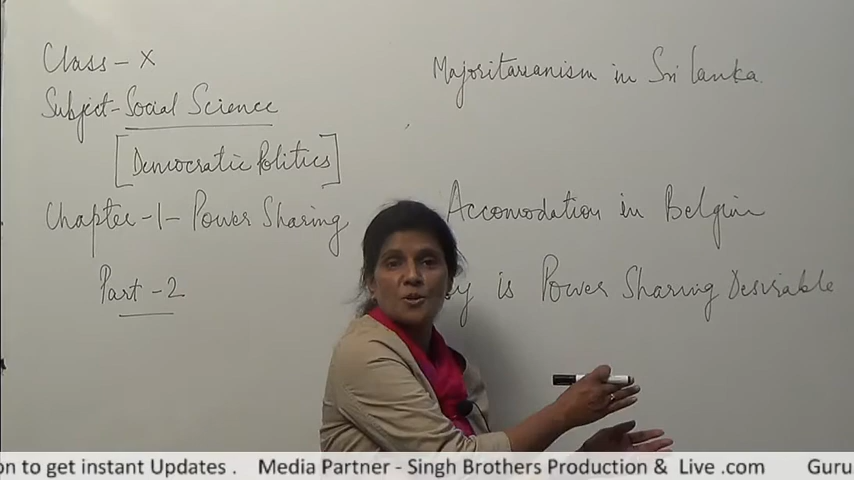 Class - X
Subject - Social Science
[Democratic Politics]
Chapter - 1 - Power Sharing
Part - 2
Majoritarianism in Sri lanka.
Accomodation in Belgium
is Power Sharing Desirable
on to get instant Updates . Media Partner - Singh Brothers Production & Live .com Guru